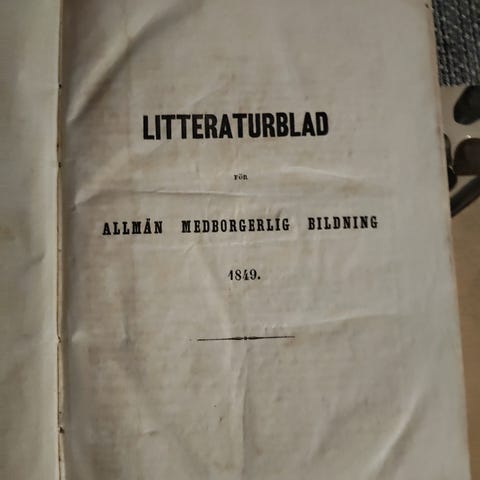 LITTERATURBLAD
FÖR
ALLMÄN MEDBORGERLIG BILDNING
1849.